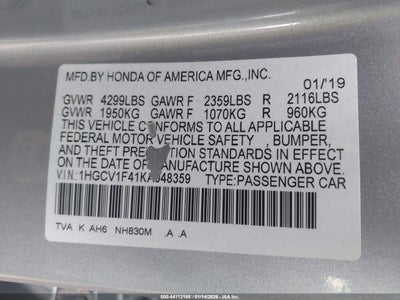 MFD.BY HONDA OF AMERICA MFG.,INC.
01/'19
GVWR 4299LBS GAWR F 2359LBS R 2116LBS
GVWR 1950KG GAWR F 1070KG R 960KG
THIS VEHICLE CONFORMS TO ALL APPLICABLE
FEDERAL MOTOR VEHICLE SAFETY , BUMPER,
AND THEFT PREVENTION STANDARDS IN EFFECT
ON THE DATE OF MANUFACTURE SHOWN ABOVE.
V.I.N.: TYPE:PASSENGER CAR
TVA K AH6 NH830M .A .A
000-44112168 - 01/14/2026 - IAA Inc.